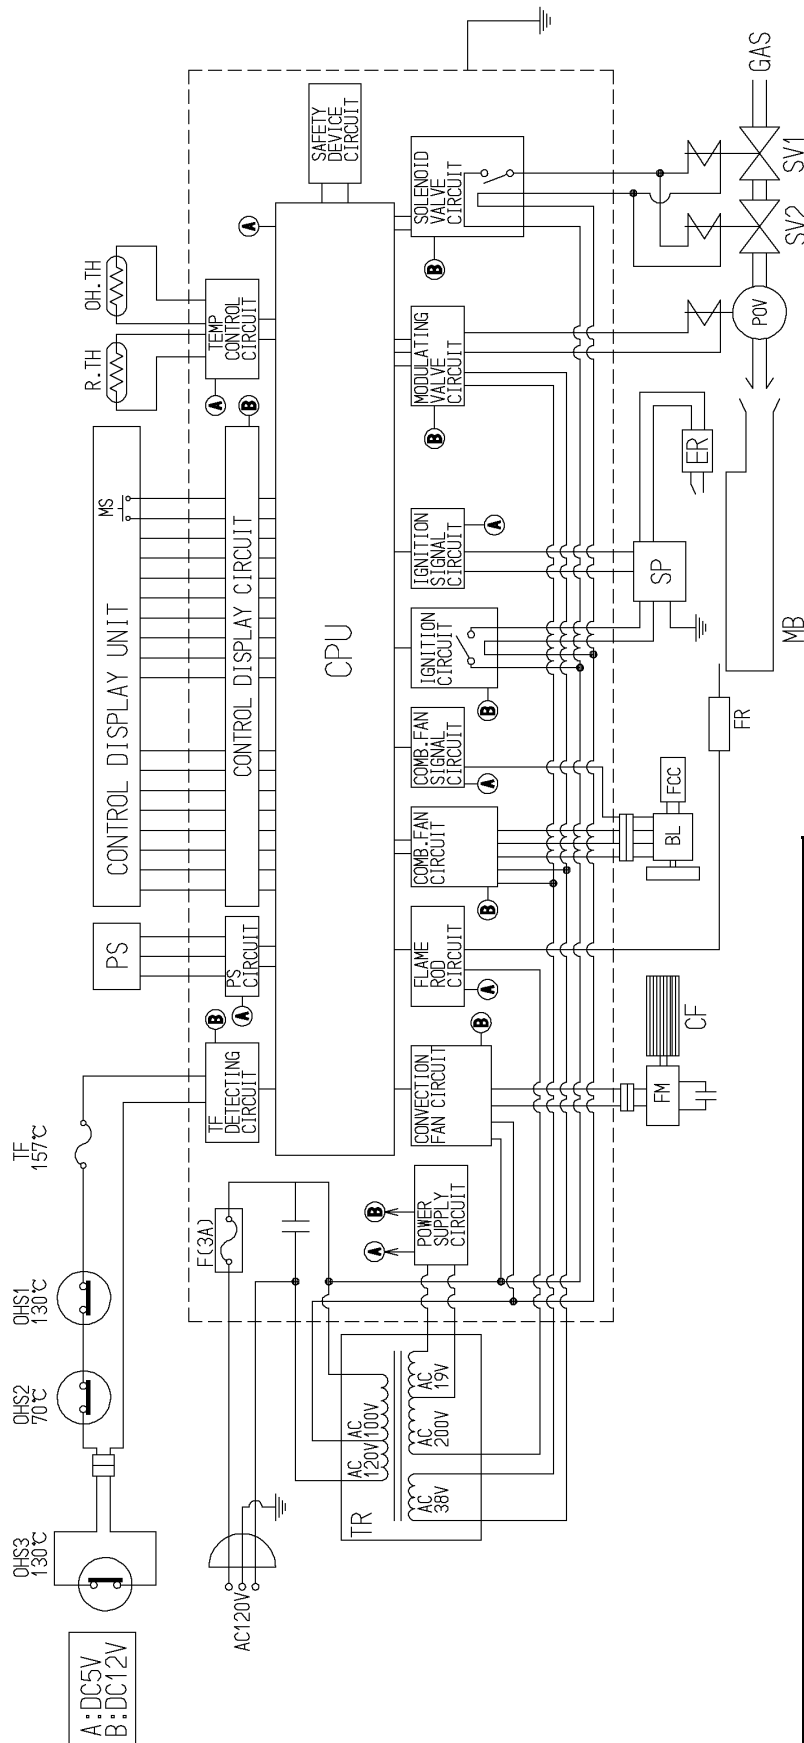 A:DC5V
B:DC12V
OHS3
130℃
OHS2
70℃
OHS1
130℃
TF
157℃
PS
CONTROL DISPLAY UNIT
MS
R.TH
OH.TH
AC120V
F(3A)
TF
DETECTING
CIRCUIT
B
PS
CIRCUIT
A
CONTROL DISPLAY CIRCUIT
B
TEMP
CONTROL
CIRCUIT
A
A
SAFETY
DEVICE
CIRCUIT
CPU
TR
AC
120V
AC
100V
AC
38V
AC
200V
AC
19V
A
B
POWER
SUPPLY
CIRCUIT
CONVECTION
FAN CIRCUIT
B
FLAME
ROD
CIRCUIT
A
COMB.FAN
CIRCUIT
B
COMB.FAN
SIGNAL
CIRCUIT
A
IGNITION
CIRCUIT
B
IGNITION
SIGNAL
CIRCUIT
A
MODULATING
VALVE
CIRCUIT
B
SOLENOID
VALVE
CIRCUIT
B
FM
CF
BL
FCC
FR
SP
ER
MB
POV
SV2
SV1
GAS